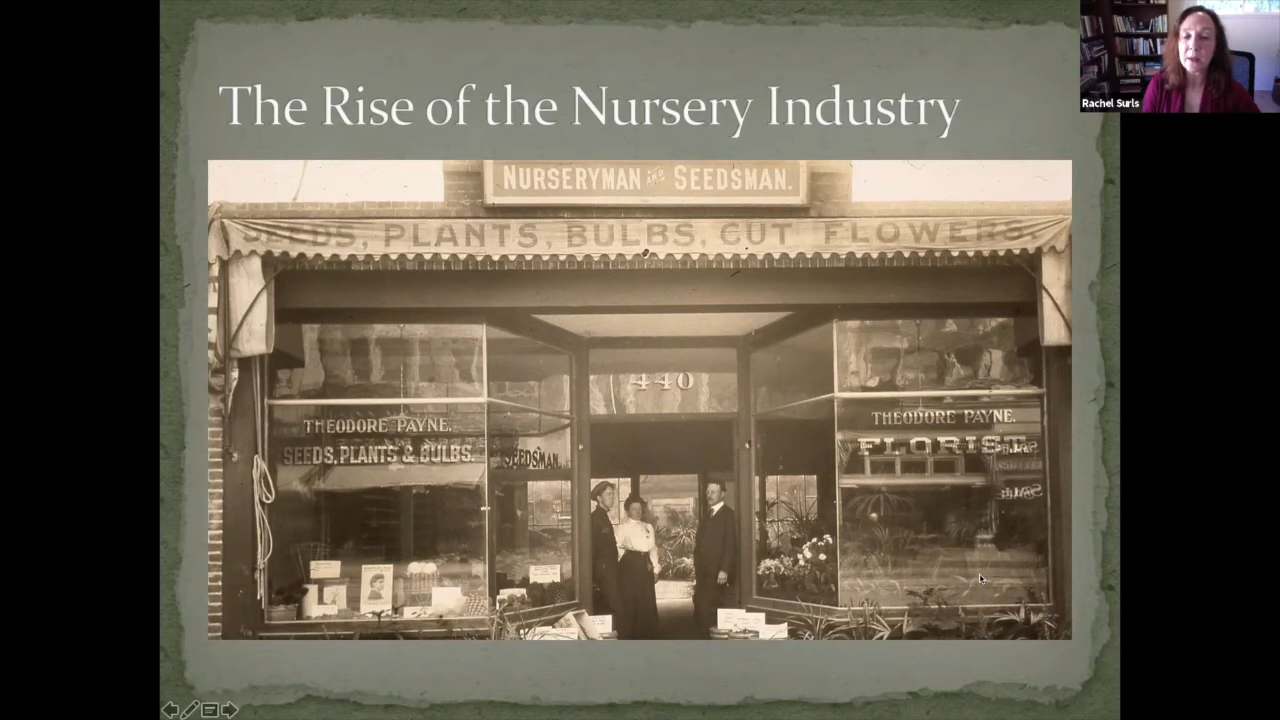 The Rise of the Nursery Industry
Rachel Surls
NURSERYMAN AND SEEDSMAN.
SEEDS, PLANTS, BULBS, CUT FLOWERS.
440
THEODORE PAYNE.
SEEDS, PLANTS & BULBS.
SEEDSMAN.
THEODORE PAYNE.
FLORIST